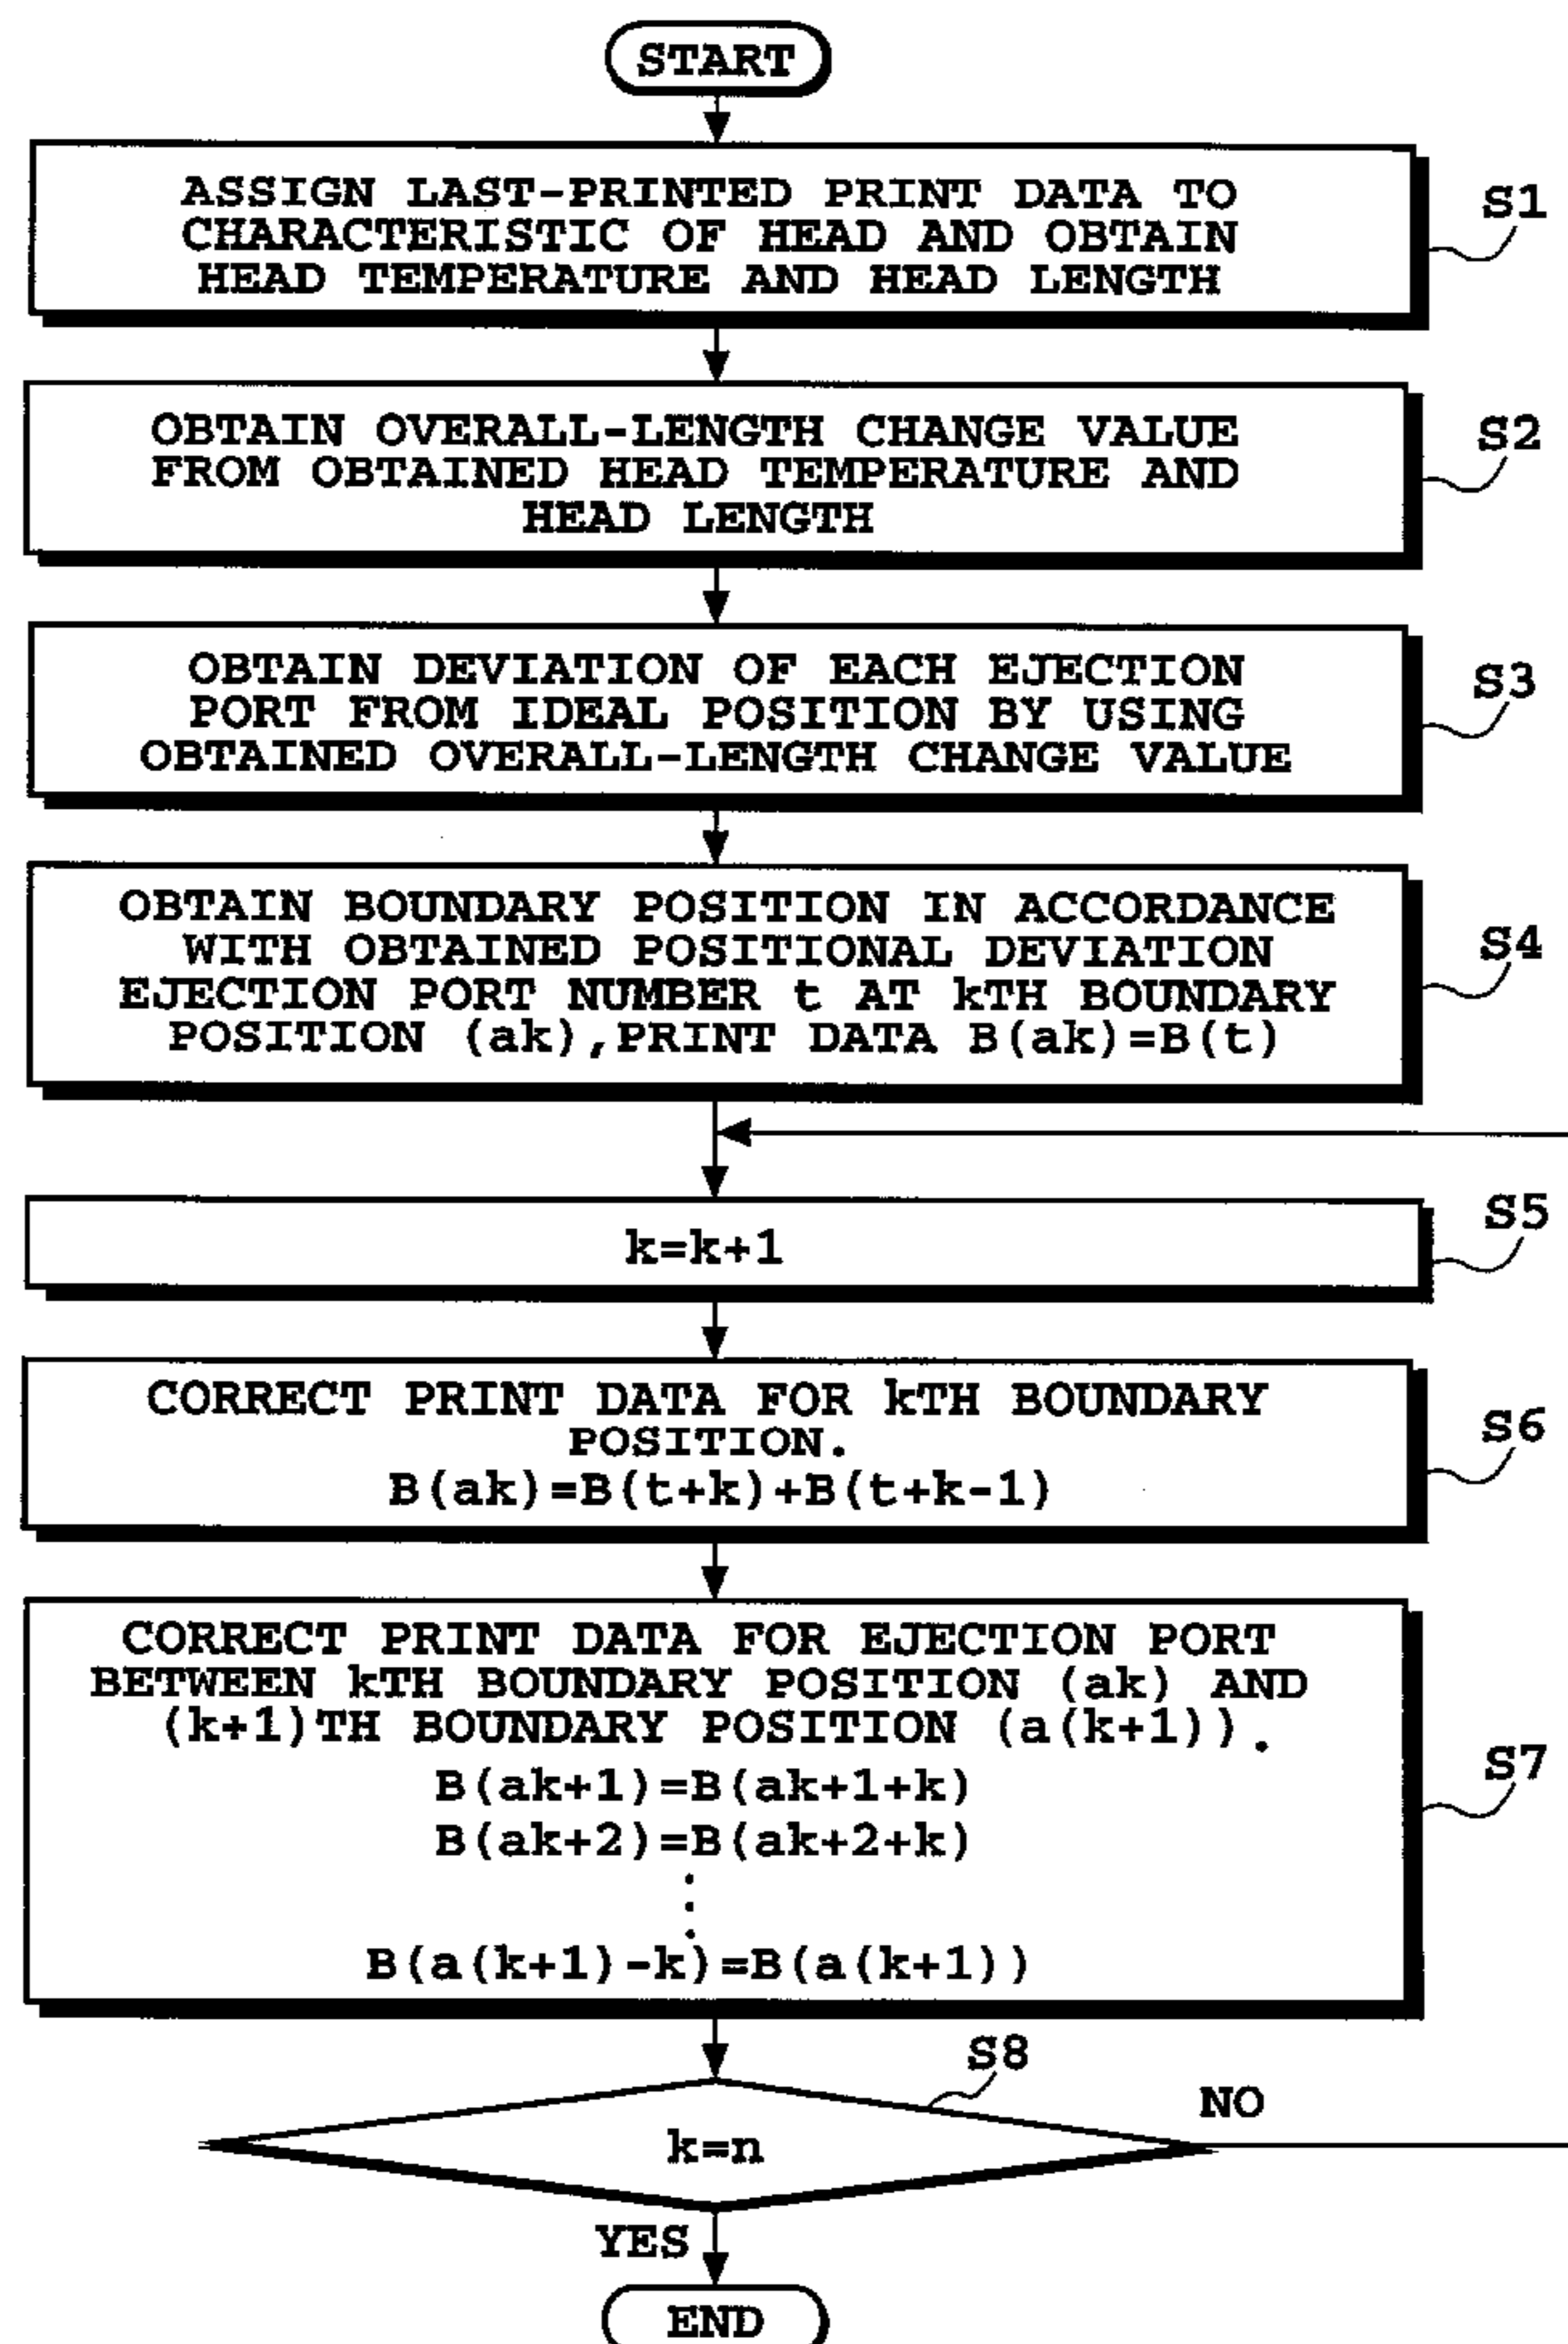 START
ASSIGN LAST-PRINTED PRINT DATA TO
CHARACTERISTIC OF HEAD AND OBTAIN
HEAD TEMPERATURE AND HEAD LENGTH
S1
OBTAIN OVERALL-LENGTH CHANGE VALUE
FROM OBTAINED HEAD TEMPERATURE AND
HEAD LENGTH
S2
OBTAIN DEVIATION OF EACH EJECTION
PORT FROM IDEAL POSITION BY USING
OBTAINED OVERALL-LENGTH CHANGE VALUE
S3
OBTAIN BOUNDARY POSITION IN ACCORDANCE
WITH OBTAINED POSITIONAL DEVIATION
EJECTION PORT NUMBER t AT kTH BOUNDARY
POSITION (ak),PRINT DATA B(ak)=B(t)
S4
k=k+1
S5
CORRECT PRINT DATA FOR kTH BOUNDARY
POSITION.
B(ak)=B(t+k)+B(t+k-1)
S6
CORRECT PRINT DATA FOR EJECTION PORT
BETWEEN kTH BOUNDARY POSITION (ak) AND
(k+1)TH BOUNDARY POSITION (a(k+1)).
B(ak+1)=B(ak+1+k)
B(ak+2)=B(ak+2+k)
⋮
B(a(k+1)-k)=B(a(k+1))
S7
S8
k=n
NO
YES
END